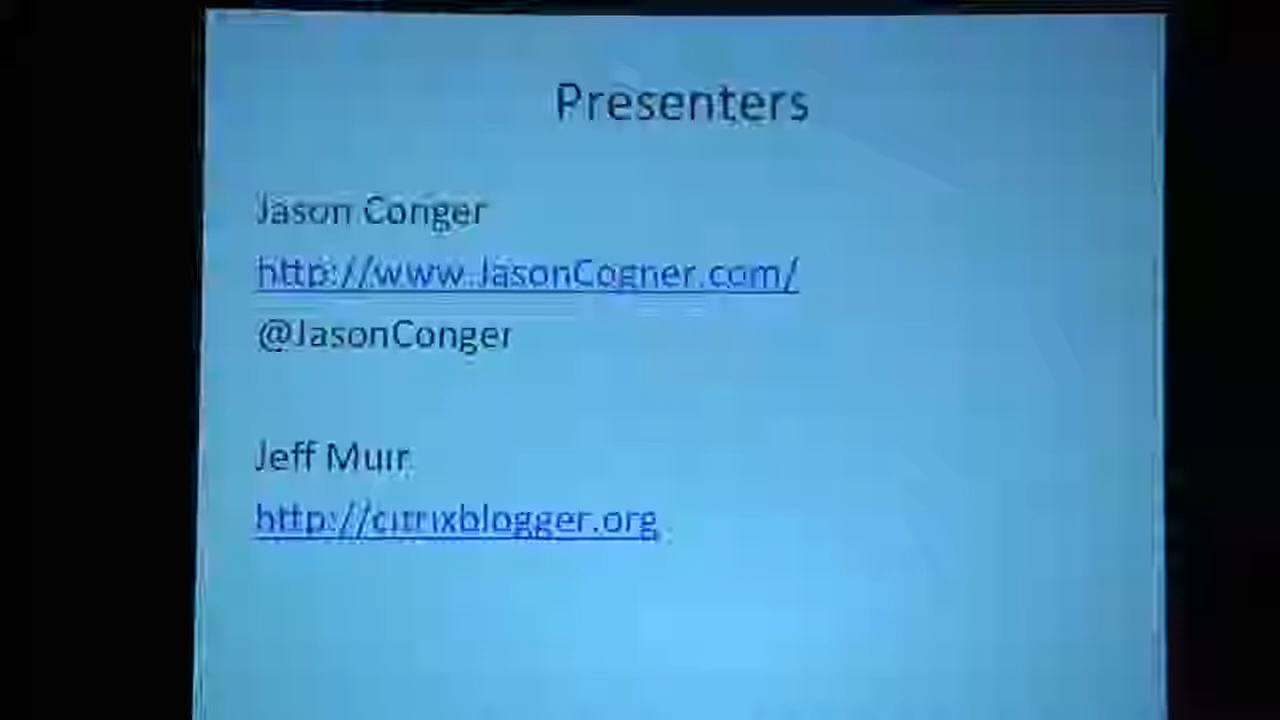 Presenters
Jason Conger
http://www.JasonCogner.com/
@JasonConger
Jeff Muir
http://citrixblogger.org